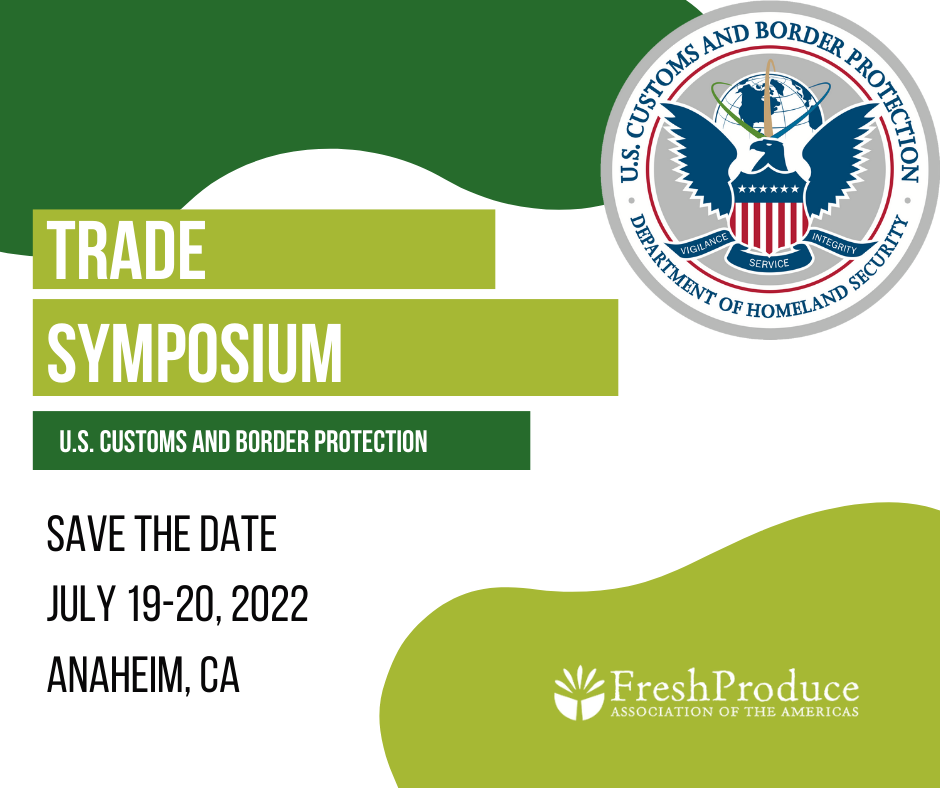 U.S. CUSTOMS AND BORDER PROTECTION
VIGILANCE
SERVICE
INTEGRITY
DEPARTMENT OF HOMELAND SECURITY
TRADE
SYMPOSIUM
U.S. CUSTOMS AND BORDER PROTECTION
SAVE THE DATE
JULY 19-20, 2022
ANAHEIM, CA
FreshProduce
ASSOCIATION OF THE AMERICAS